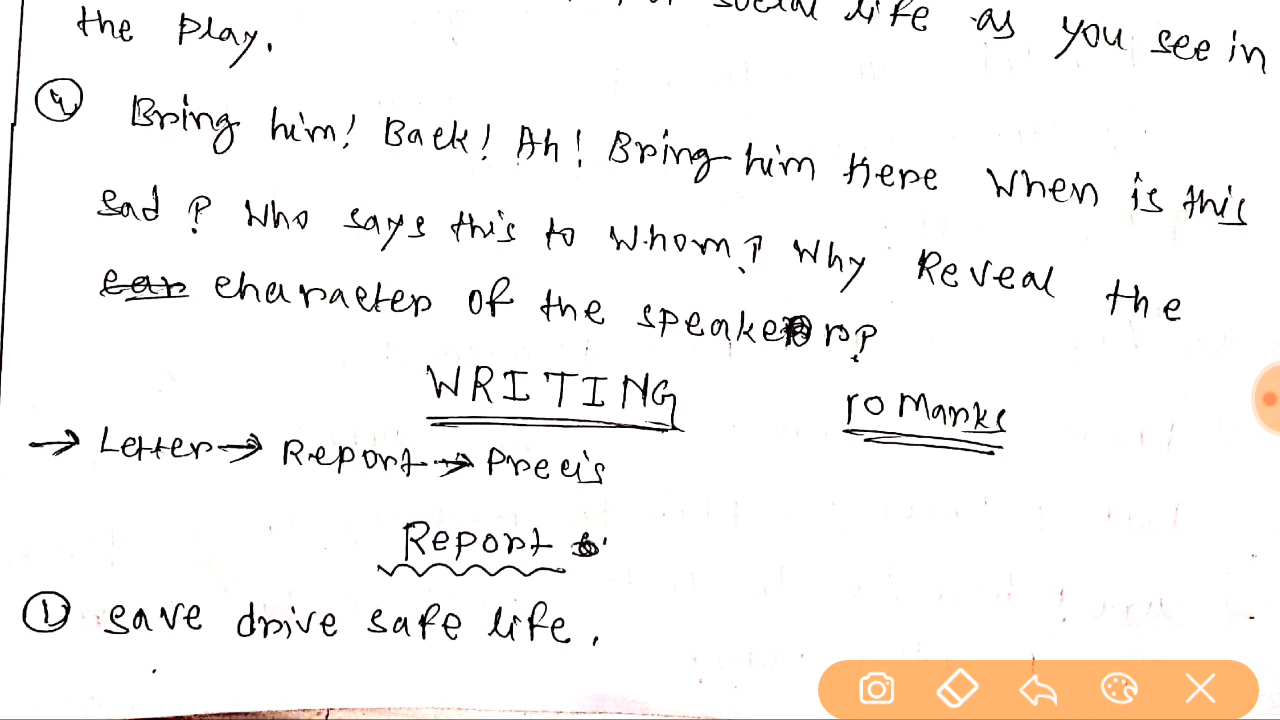 social life as you see in
the play.
④ Bring him! Back! Ah! Bring him here when is this
sad? Who says this to whom? Why Reveal the
character of the speaker?
WRITING 10 Marks
→ Letter → Report → Precis
Report
① save drive safe life.